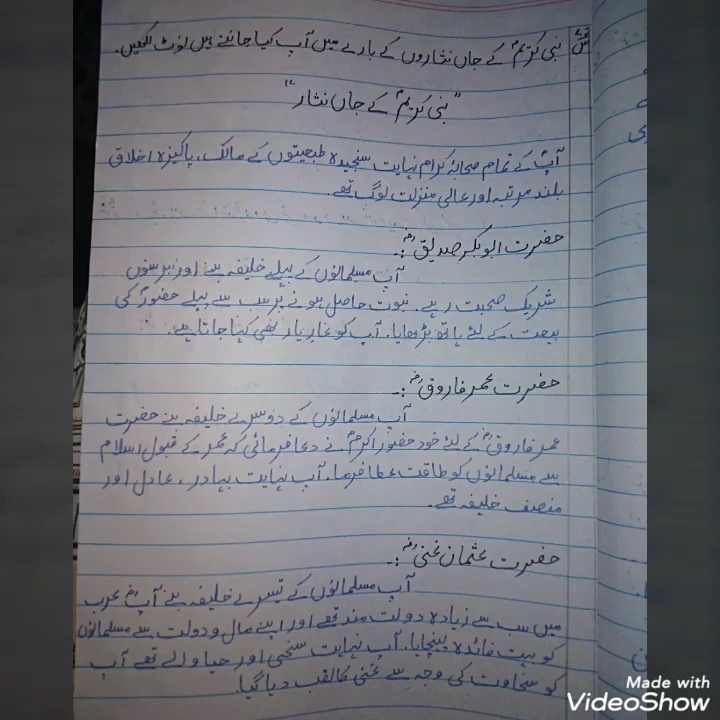 نبی کریمؐ کے جاں نثاروں کے بارے میں آپ کیا جانتے ہیں نوٹ لکھیں۔
"نبی کریمؐ کے جاں نثار"
آپؐ کے تمام صحابہ کرام نہایت سنجیدہ طبعیتوں کے مالک، پاکیزہ اخلاق
بلند مرتبہ اور عالی منزلت لوگ تھے۔
حضرت ابوبکر صدیقؓ:۔
آپ مسلمانوں کے پہلے خلیفہ بنے اور برسوں
شریک صحبت رہے۔ نبوت حاصل ہونے پر سب سے پہلے حضورؐ کی
بیعت کے لئے ہاتھ بڑھایا۔ آپ کو غارِ یار بھی کہا جاتا ہے۔
حضرت عمر فاروقؓ:۔
آپ مسلمانوں کے دوسرے خلیفہ بنے حضرت
عمر فاروقؓ کے لئے خود حضور اکرمؐ نے دعا فرمائی کہ عمر کے قبول اسلام
سے مسلمانوں کو طاقت عطا فرما۔ آپ نہایت بہادر، عادل اور
منصف خلیفہ تھے۔
حضرت عثمان غنیؓ:۔
آپ مسلمانوں کے تیسرے خلیفہ بنے آپؓ عرب
میں سب سے زیادہ دولت مند تھے اور اپنے مال و دولت سے مسلمانوں
کو بہت فائدہ پہنچایا۔ آپ نہایت سخی اور حیا والے تھے آپ
کو سخاوت کی وجہ سے غنی کا لقب دیا گیا۔
Made with
VideoShow